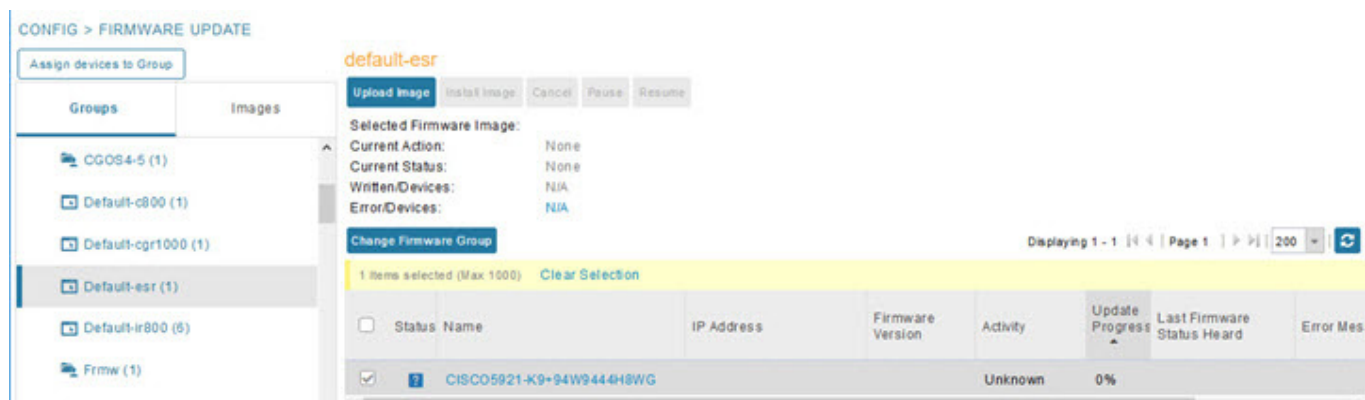 CONFIG > FIRMWARE UPDATE
Assign devices to Group
Groups Images
CGOS4-5 (1)
Default-c800 (1)
Default-cgr1000 (1)
Default-esr (1)
Default-ir800 (6)
Frmw (1)
default-esr
Upload Image Install Image Cancel Pause Resume
Selected Firmware Image:
Current Action: None
Current Status: None
Written/Devices: N/A
Error/Devices: N/A
Change Firmware Group Displaying 1 - 1 Page 1 200
1 Items selected (Max 1000) Clear Selection
Status Name IP Address Firmware Version Activity Update Progress Last Firmware Status Heard Error Mes
? CISCO5921-K9+94W9444H8WG Unknown 0%